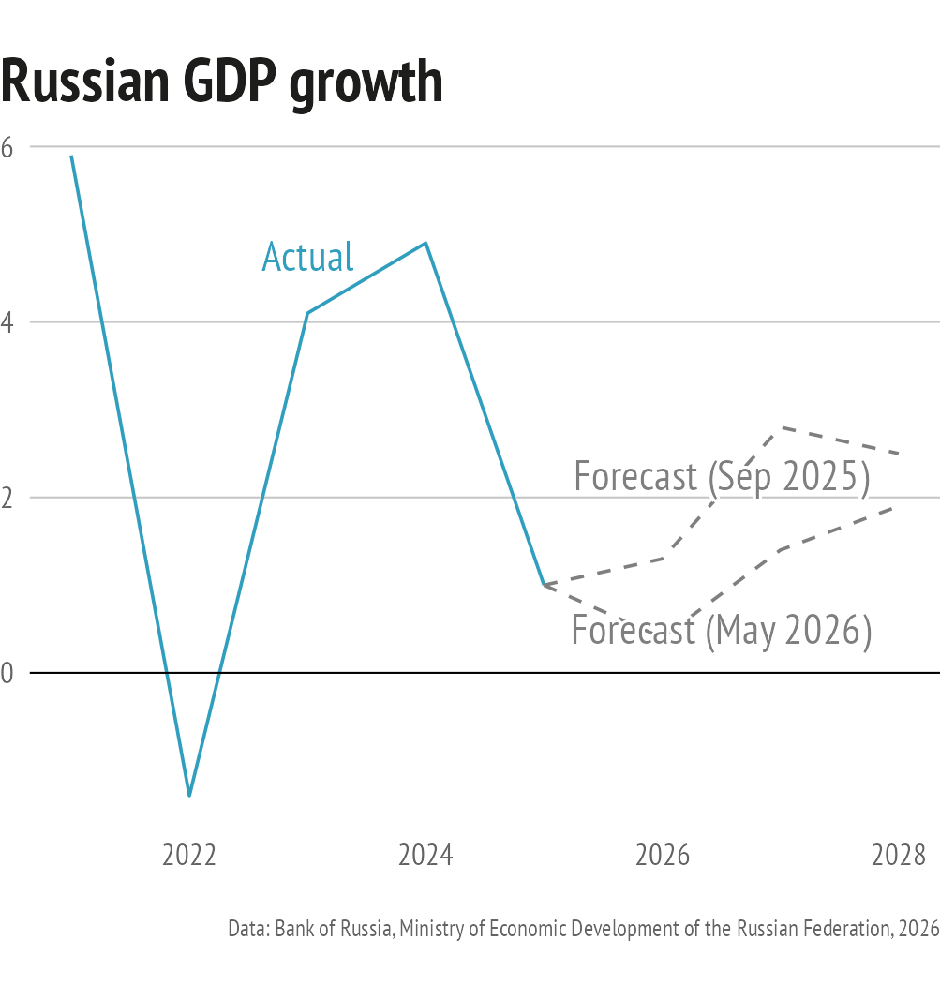 Russian GDP growth
6
Actual
4
Forecast (Sep 2025)
2
Forecast (May 2026)
0
2022 2024 2026 2028
Data: Bank of Russia, Ministry of Economic Development of the Russian Federation, 2026